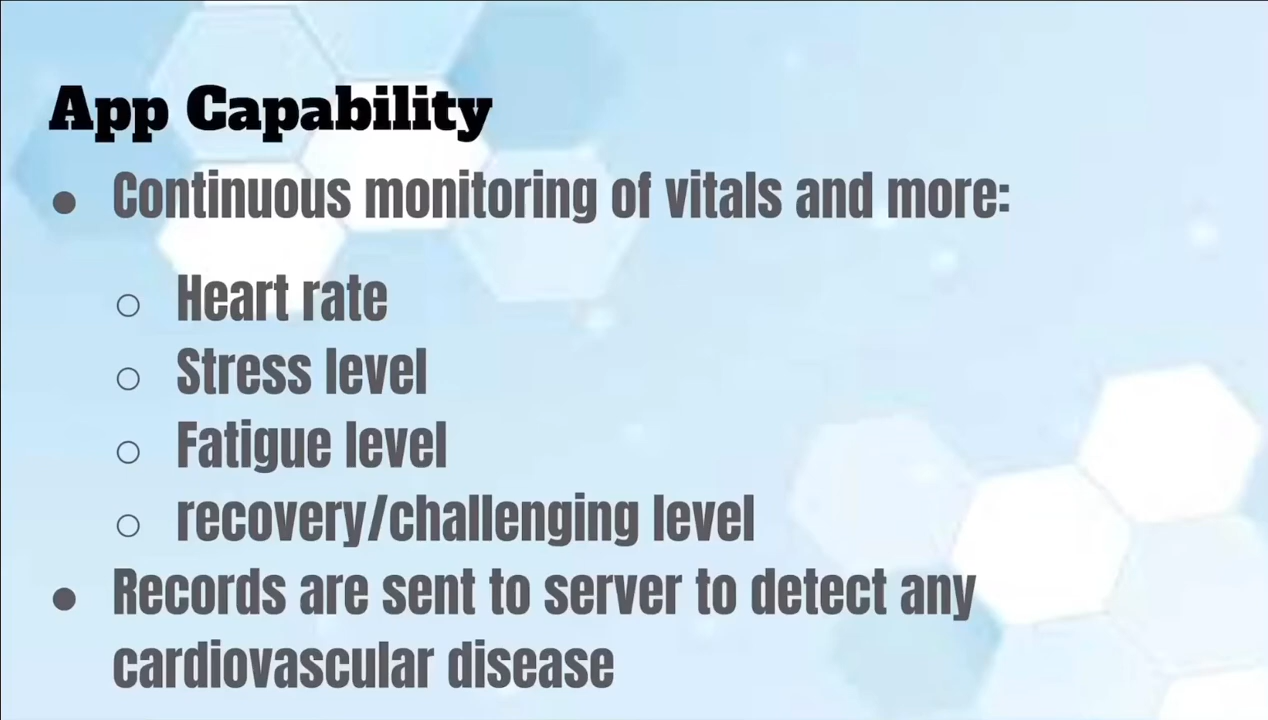 App Capability
● Continuous monitoring of vitals and more:
○ Heart rate
○ Stress level
○ Fatigue level
○ recovery/challenging level
● Records are sent to server to detect any
cardiovascular disease